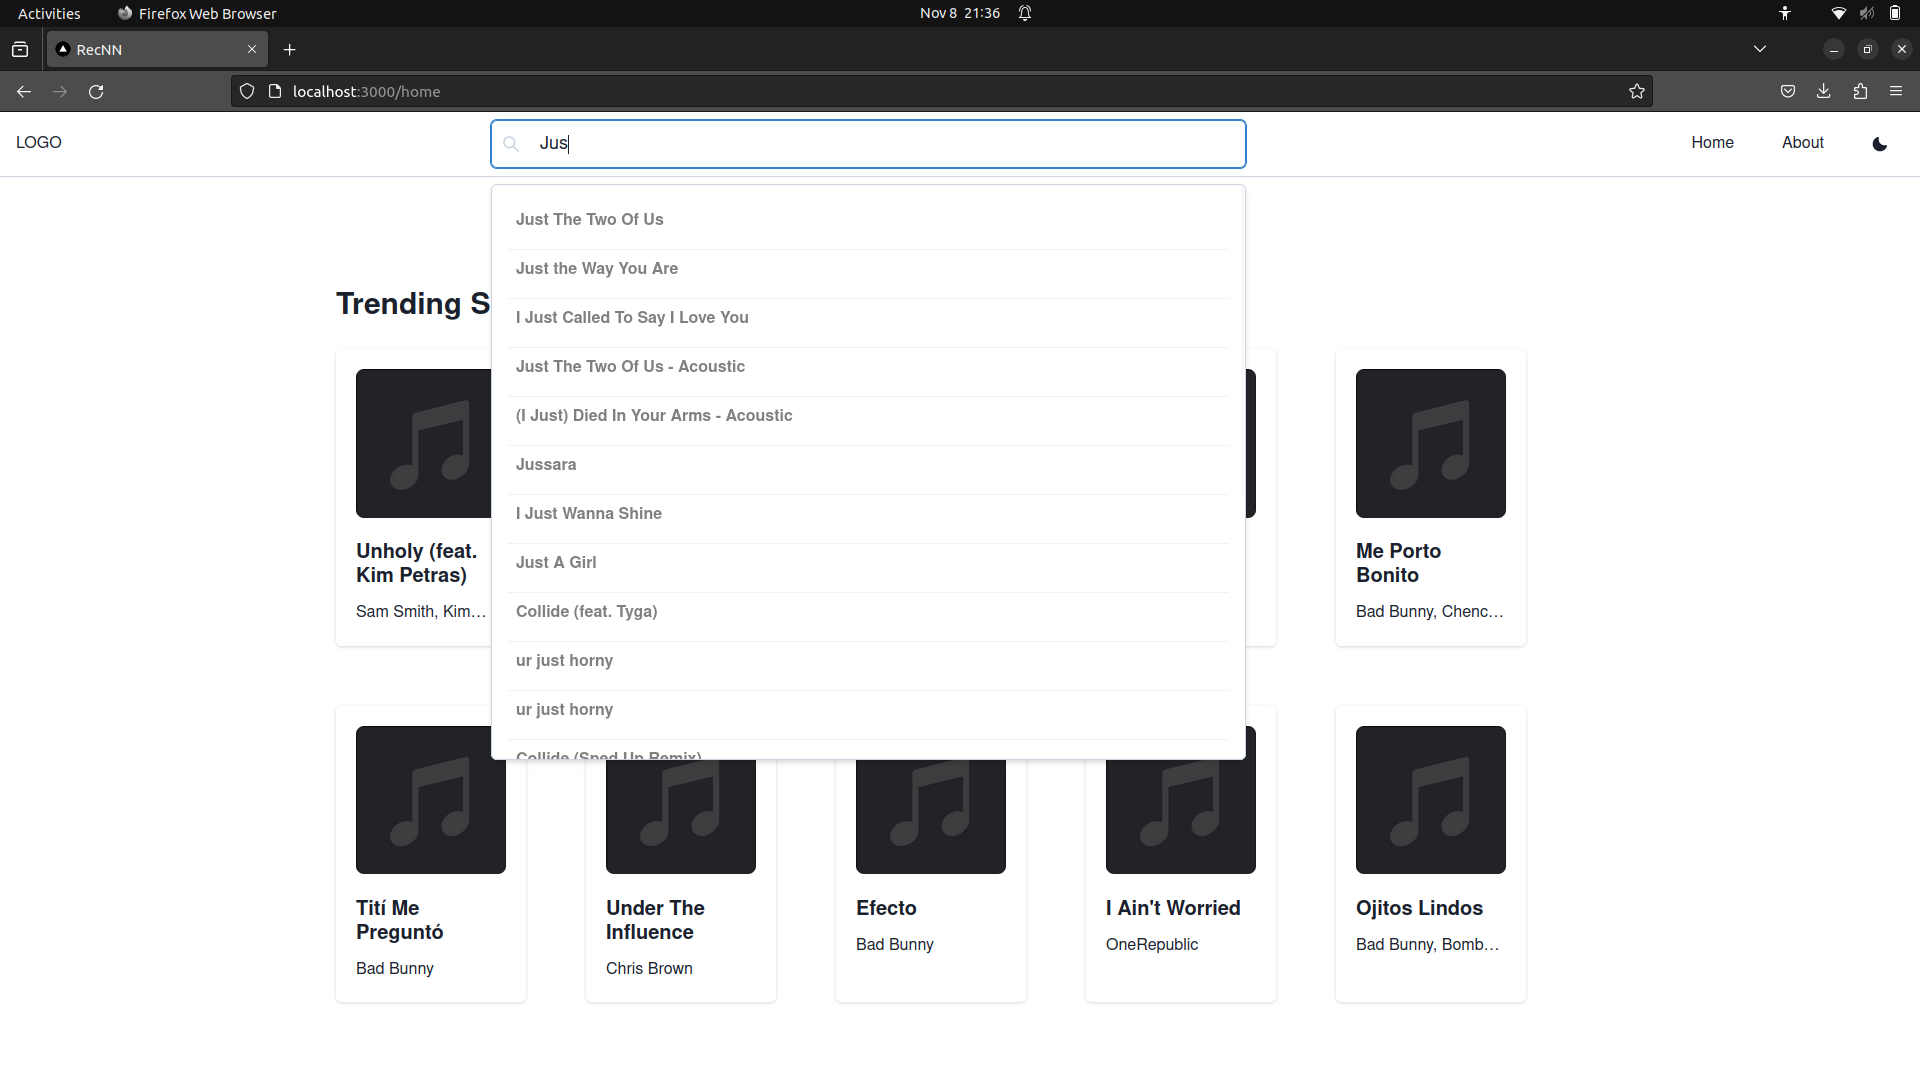 Activities
Firefox Web Browser
Nov 8 21:36
RecNN
localhost:3000/home
LOGO
Jus
Home
About
Just The Two Of Us
Just the Way You Are
I Just Called To Say I Love You
Just The Two Of Us - Acoustic
(I Just) Died In Your Arms - Acoustic
Jussara
I Just Wanna Shine
Just A Girl
Collide (feat. Tyga)
ur just horny
ur just horny
Collide (Sped Up Remix)
Trending S
Unholy (feat.
Kim Petras)
Sam Smith, Kim...
Me Porto
Bonito
Bad Bunny, Chenc...
Tití Me
Preguntó
Bad Bunny
Under The
Influence
Chris Brown
Efecto
Bad Bunny
I Ain't Worried
OneRepublic
Ojitos Lindos
Bad Bunny, Bomb...